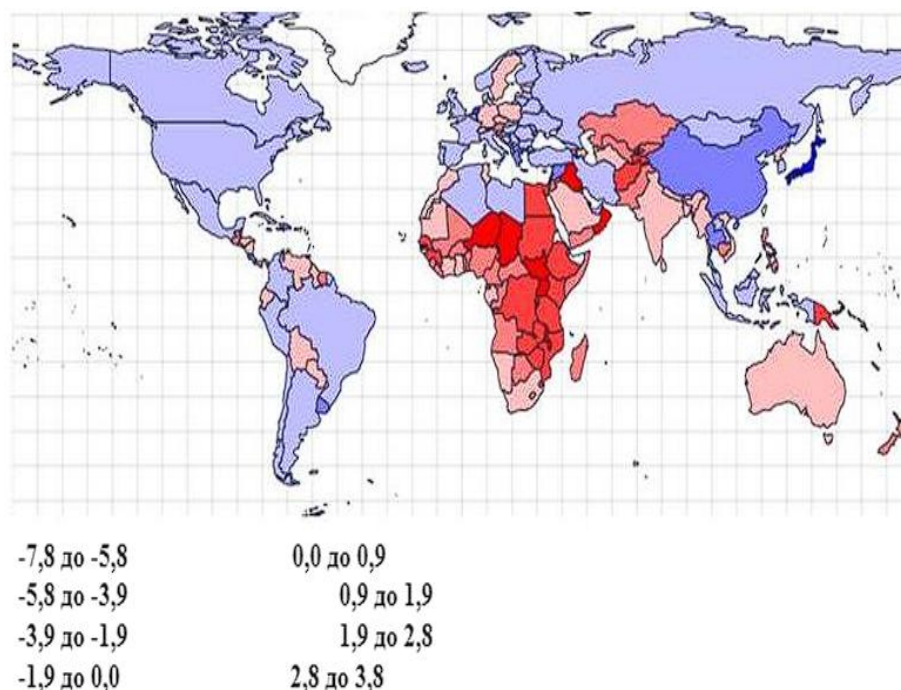 -7,8 до -5,8 0,0 до 0,9
-5,8 до -3,9 0,9 до 1,9
-3,9 до -1,9 1,9 до 2,8
-1,9 до 0,0 2,8 до 3,8